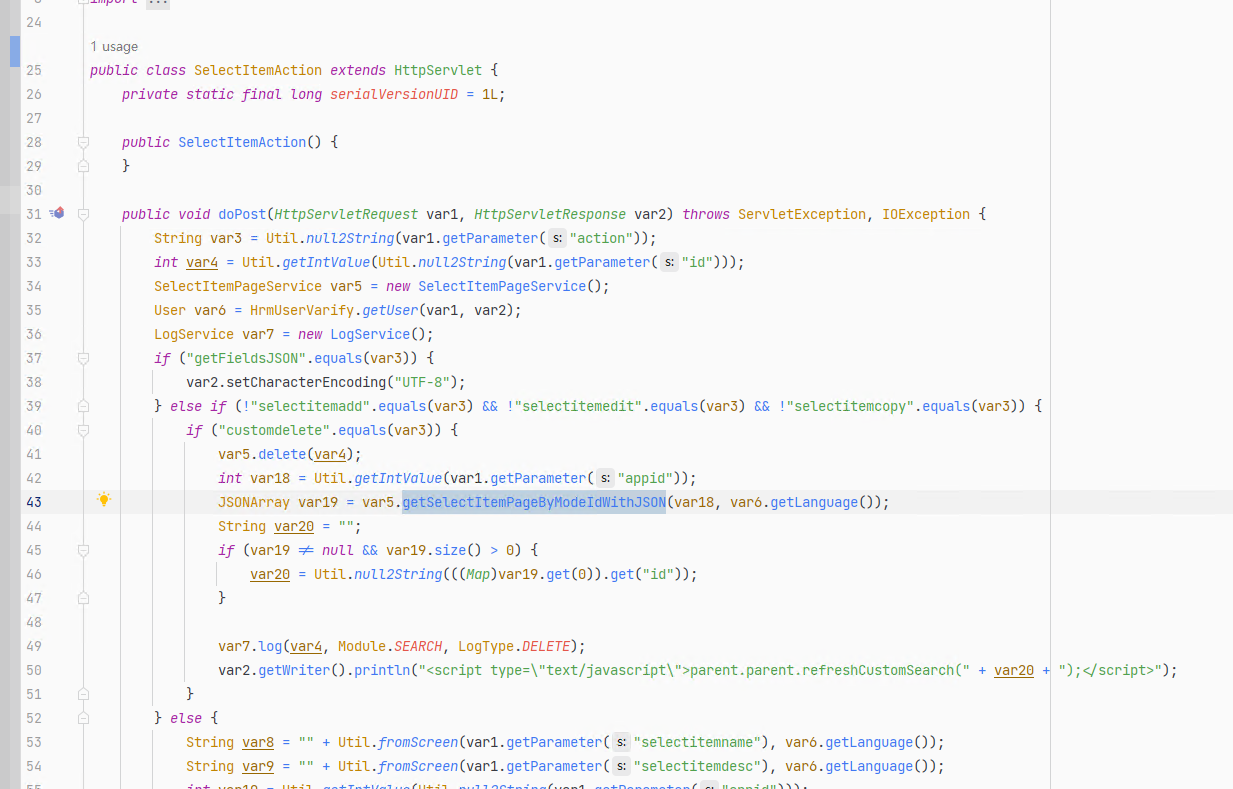 import ...
24
1 usage
25 public class SelectItemAction extends HttpServlet {
26 private static final long serialVersionUID = 1L;
27
28 public SelectItemAction() {
29 }
30
31 public void doPost(HttpServletRequest var1, HttpServletResponse var2) throws ServletException, IOException {
32 String var3 = Util.null2String(var1.getParameter( s: "action"));
33 int var4 = Util.getIntValue(Util.null2String(var1.getParameter( s: "id")));
34 SelectItemPageService var5 = new SelectItemPageService();
35 User var6 = HrmUserVarify.getUser(var1, var2);
36 LogService var7 = new LogService();
37 if ("getFieldsJSON".equals(var3)) {
38 var2.setCharacterEncoding("UTF-8");
39 } else if (!"selectitemadd".equals(var3) && !"selectitemedit".equals(var3) && !"selectitemcopy".equals(var3)) {
40 if ("customdelete".equals(var3)) {
41 var5.delete(var4);
42 int var18 = Util.getIntValue(var1.getParameter( s: "appid"));
43 JSONArray var19 = var5.getSelectItemPageByModeIdWithJSON(var18, var6.getLanguage());
44 String var20 = "";
45 if (var19 ≠ null && var19.size() > 0) {
46 var20 = Util.null2String(((Map)var19.get(0)).get("id"));
47 }
48
49 var7.log(var4, Module.SEARCH, LogType.DELETE);
50 var2.getWriter().println("<script type=\"text/javascript\">parent.parent.refreshCustomSearch(" + var20 + ");</script>");
51 }
52 } else {
53 String var8 = "" + Util.fromScreen(var1.getParameter( s: "selectitemname"), var6.getLanguage());
54 String var9 = "" + Util.fromScreen(var1.getParameter( s: "selectitemdesc"), var6.getLanguage());